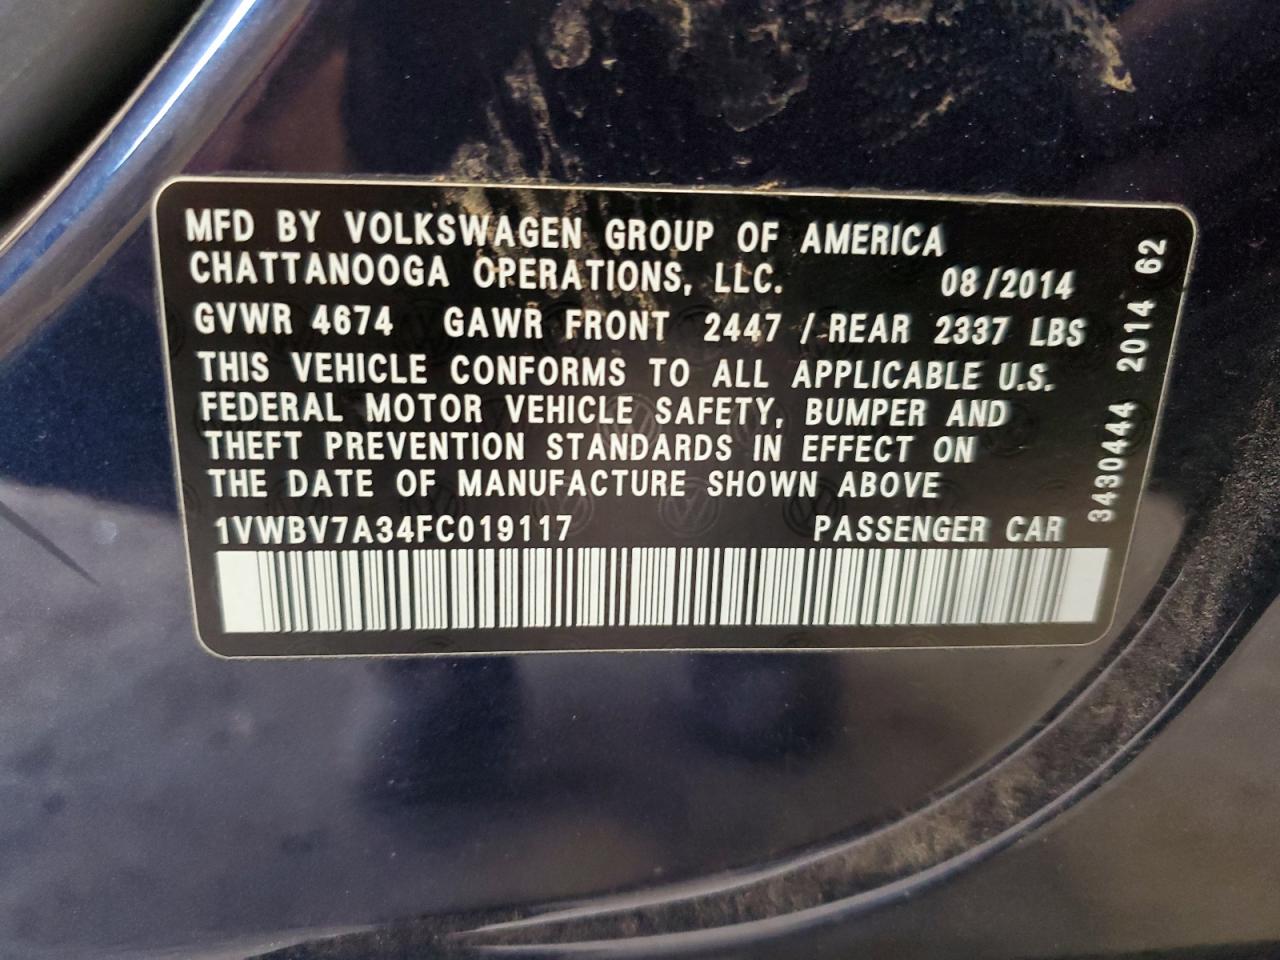 MFD BY VOLKSWAGEN GROUP OF AMERICA
CHATTANOOGA OPERATIONS, LLC. 08/2014
GVWR 4674 GAWR FRONT 2447 / REAR 2337 LBS
THIS VEHICLE CONFORMS TO ALL APPLICABLE U.S.
FEDERAL MOTOR VEHICLE SAFETY, BUMPER AND
THEFT PREVENTION STANDARDS IN EFFECT ON
THE DATE OF MANUFACTURE SHOWN ABOVE
1VWBV7A34FC019117 PASSENGER CAR
3430444 2014 62